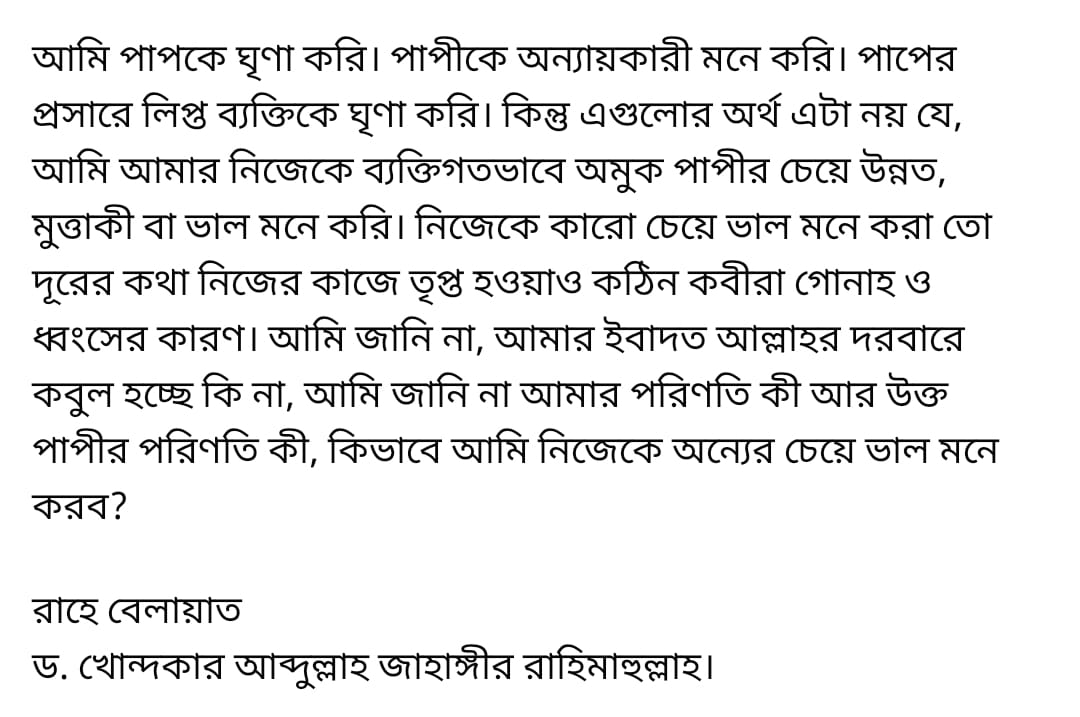 আমি পাপকে ঘৃণা করি। পাপীকে অন্যায়কারী মনে করি। পাপের
প্রসারে লিপ্ত ব্যক্তিকে ঘৃণা করি। কিন্তু এগুলোর অর্থ এটা নয় যে,
আমি আমার নিজেকে ব্যক্তিগতভাবে অমুক পাপীর চেয়ে উন্নত,
মুত্তাকী বা ভাল মনে করি। নিজেকে কারো চেয়ে ভাল মনে করা তো
দূরের কথা নিজের কাজে তৃপ্ত হওয়াও কঠিন কবীরা গোনাহ ও
ধ্বংসের কারণ। আমি জানি না, আমার ইবাদত আল্লাহর দরবারে
কবুল হচ্ছে কি না, আমি জানি না আমার পরিণতি কী আর উক্ত
পাপীর পরিণতি কী, কিভাবে আমি নিজেকে অন্যের চেয়ে ভাল মনে
করব?
রাহে বেলায়াত
ড. খোন্দকার আব্দুল্লাহ জাহাঙ্গীর রাহিমাহুল্লাহ।